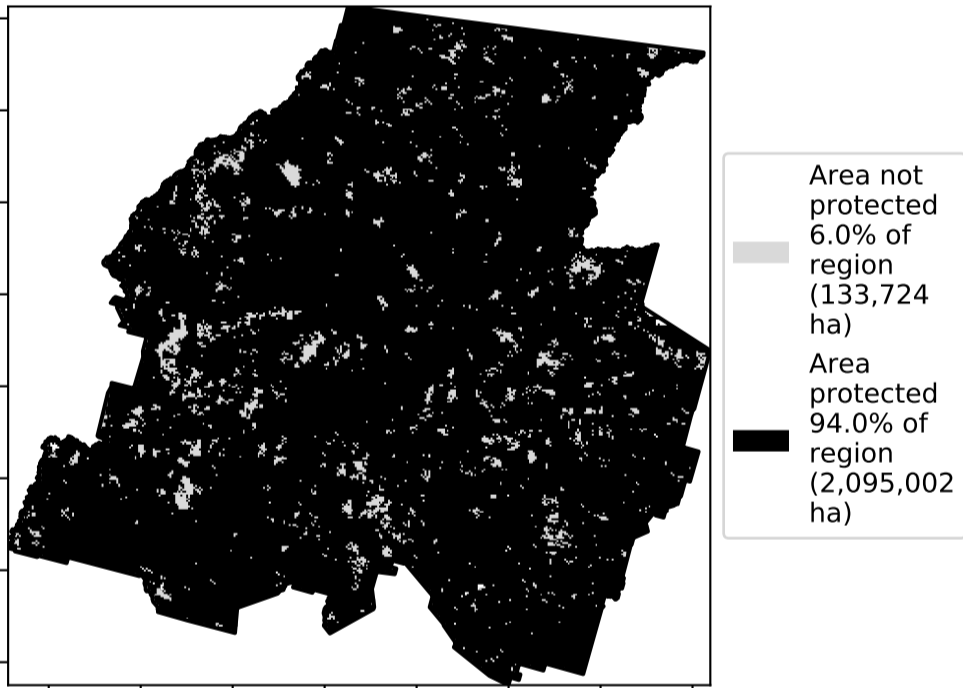 Area not
protected
6.0% of
region
(133,724
ha)
Area
protected
94.0% of
region
(2,095,002
ha)